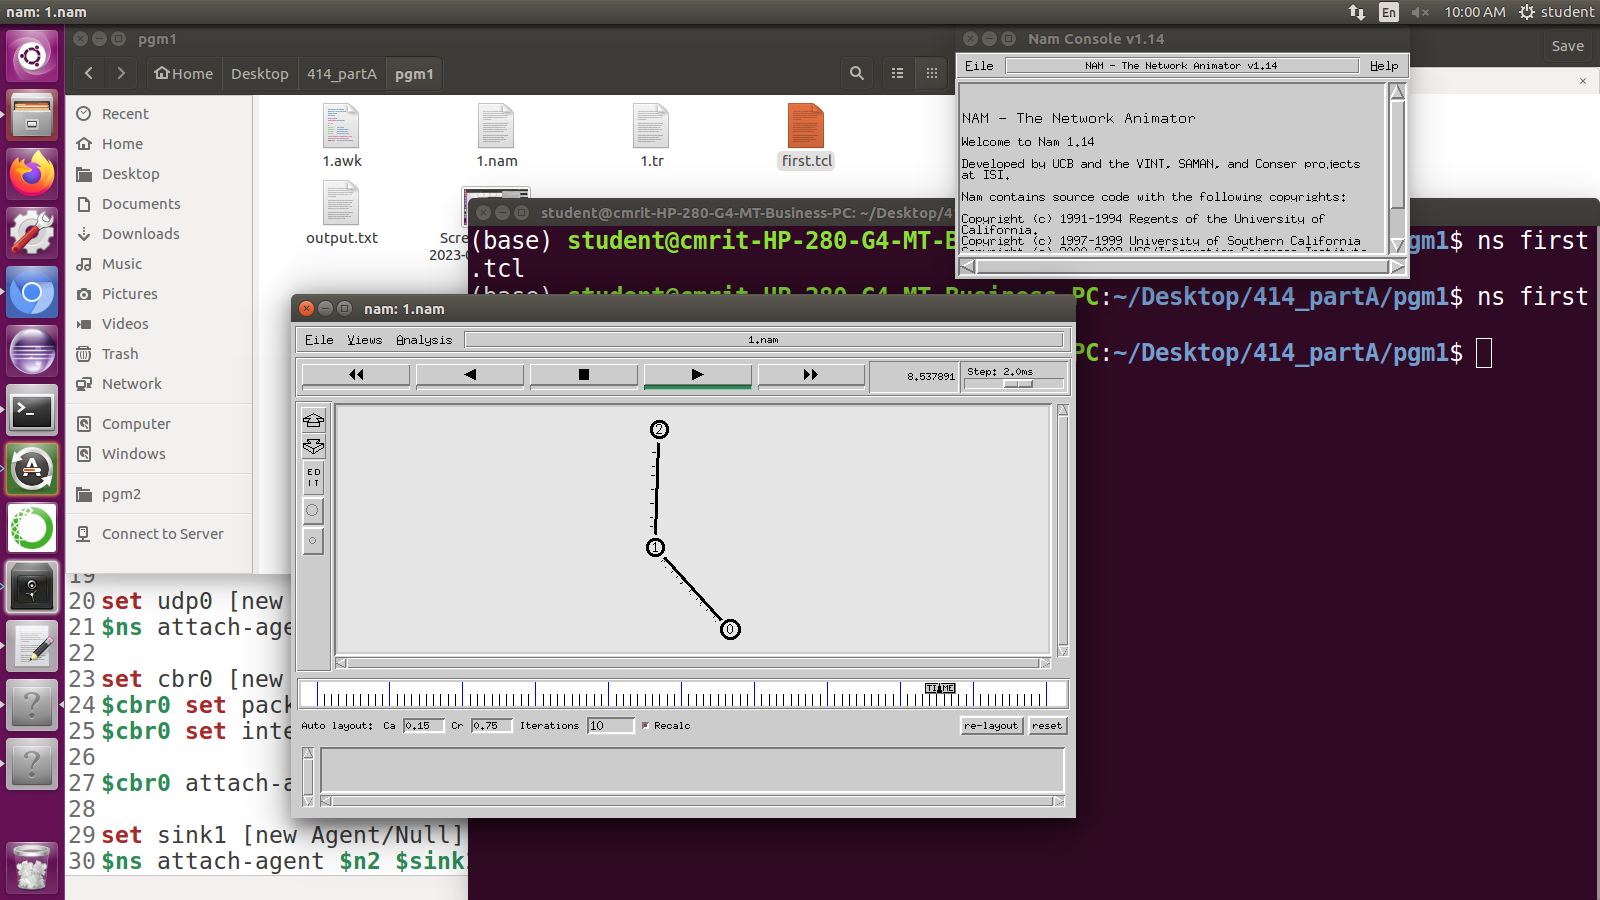 nam: 1.nam
En
10:00 AM
student
pgm1
Home
Desktop
414_partA
pgm1
Save
Recent
Home
Desktop
Documents
Downloads
Music
Pictures
Videos
Trash
Network
Computer
Windows
pgm2
Connect to Server
1.awk
1.nam
1.tr
first.tcl
output.txt
Nam Console v1.14
File
NAM - The Network Animator v1.14
Help
NAM - The Network Animator
Welcome to Nam 1.14
Developed by UCB and the VINT, SAMAN, and Conser projects
at ISI.
Nam contains source code with the following copyrights:
Copyright (c) 1991-1994 Regents of the University of
California.
Copyright (c) 1997-1999 University of Southern California
student@cmrit-HP-280-G4-MT-Business-PC: ~/Desktop/4
(base) student@cmrit-HP-280-G4-MT-B
gm1$ ns first
.tcl
(base) student@cmrit-HP-280-G4-MT-Business-PC:~/Desktop/414_partA/pgm1$ ns first
PC:~/Desktop/414_partA/pgm1$
nam: 1.nam
File Views Analysis
1.nam
8.537891
Step: 2.0ms
ED
IT
2
1
0
TIME
Auto layout: Ca 0.15 Cr 0.75 Iterations 10 Recalc
re-layout
reset
19
20 set udp0 [new
21 $ns attach-age
22
23 set cbr0 [new
24 $cbr0 set pack
25 $cbr0 set inte
26
27 $cbr0 attach-a
28
29 set sink1 [new Agent/Null]
30 $ns attach-agent $n2 $sink